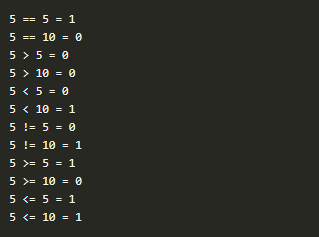 5 == 5 = 1
5 == 10 = 0
5 > 5 = 0
5 > 10 = 0
5 < 5 = 0
5 < 10 = 1
5 != 5 = 0
5 != 10 = 1
5 >= 5 = 1
5 >= 10 = 0
5 <= 5 = 1
5 <= 10 = 1